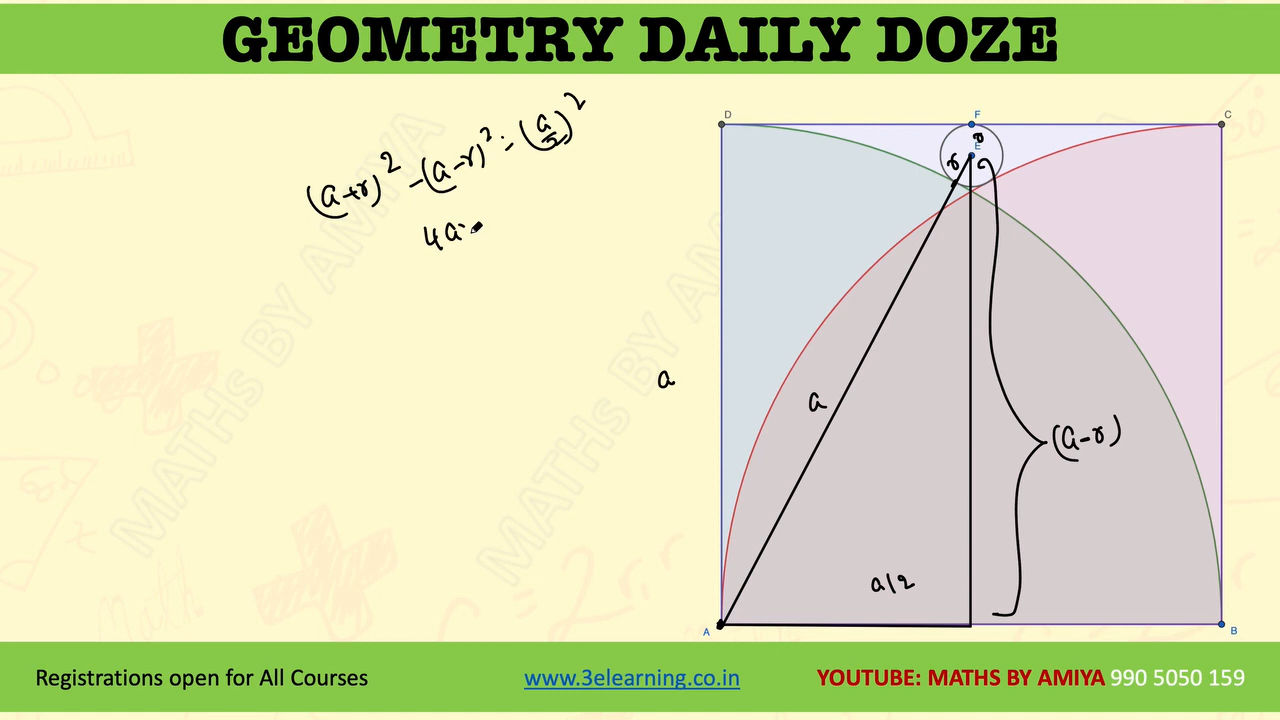 GEOMETRY DAILY DOZE
(a+r)² -(a-r)² = (a/2)²
4a
D
F
C
E
r
a
a
(a-r)
a/2
A
B
MATHs BY AMIYA
MATHs BY AMIYA
Registrations open for All Courses
www.3elearning.co.in
YOUTUBE: MATHS BY AMIYA 990 5050 159